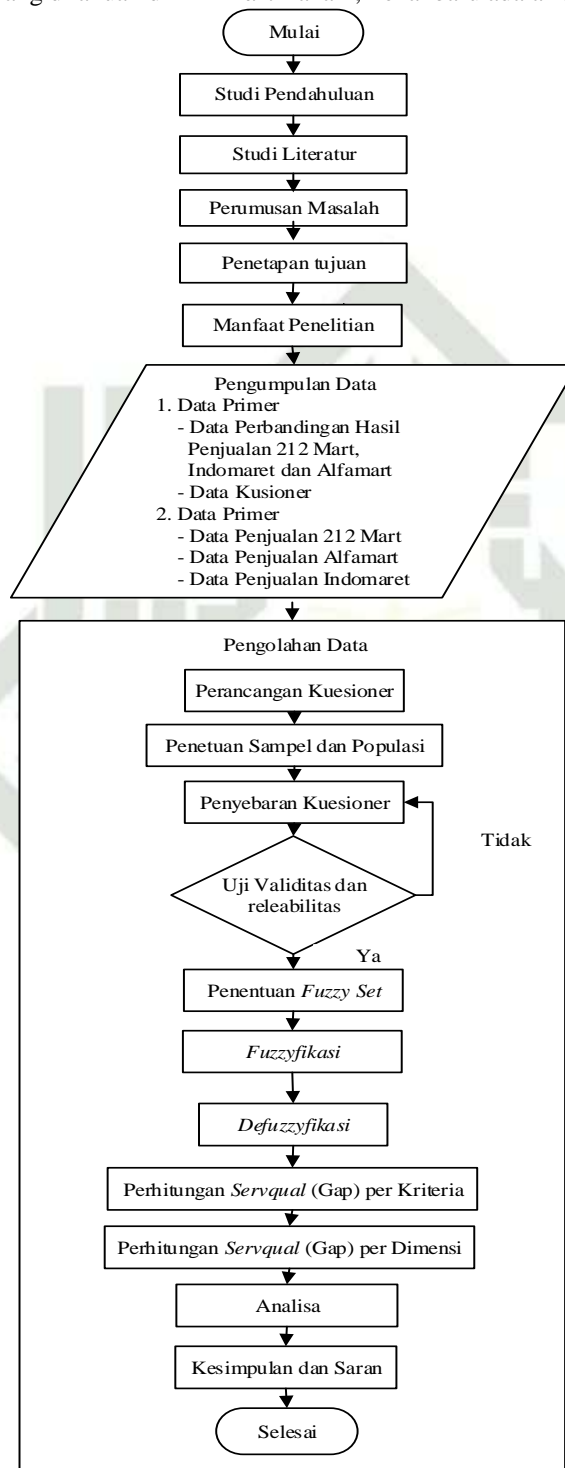 Mulai
Studi Pendahuluan
Studi Literatur
Perumusan Masalah
Penetapan tujuan
Manfaat Penelitian
Pengumpulan Data
1. Data Primer
- Data Perbandingan Hasil
Penjualan 212 Mart,
Indomaret dan Alfamart
- Data Kusioner
2. Data Primer
- Data Penjualan 212 Mart
- Data Penjualan Alfamart
- Data Penjualan Indomaret
Pengolahan Data
Perancangan Kuesioner
Penetuan Sampel dan Populasi
Penyebaran Kuesioner
Tidak
Uji Validitas dan
releabilitas
Ya
Penentuan Fuzzy Set
Fuzzyfikasi
Defuzzyfikasi
Perhitungan Servqual (Gap) per Kriteria
Perhitungan Servqual (Gap) per Dimensi
Analisa
Kesimpulan dan Saran
Selesai